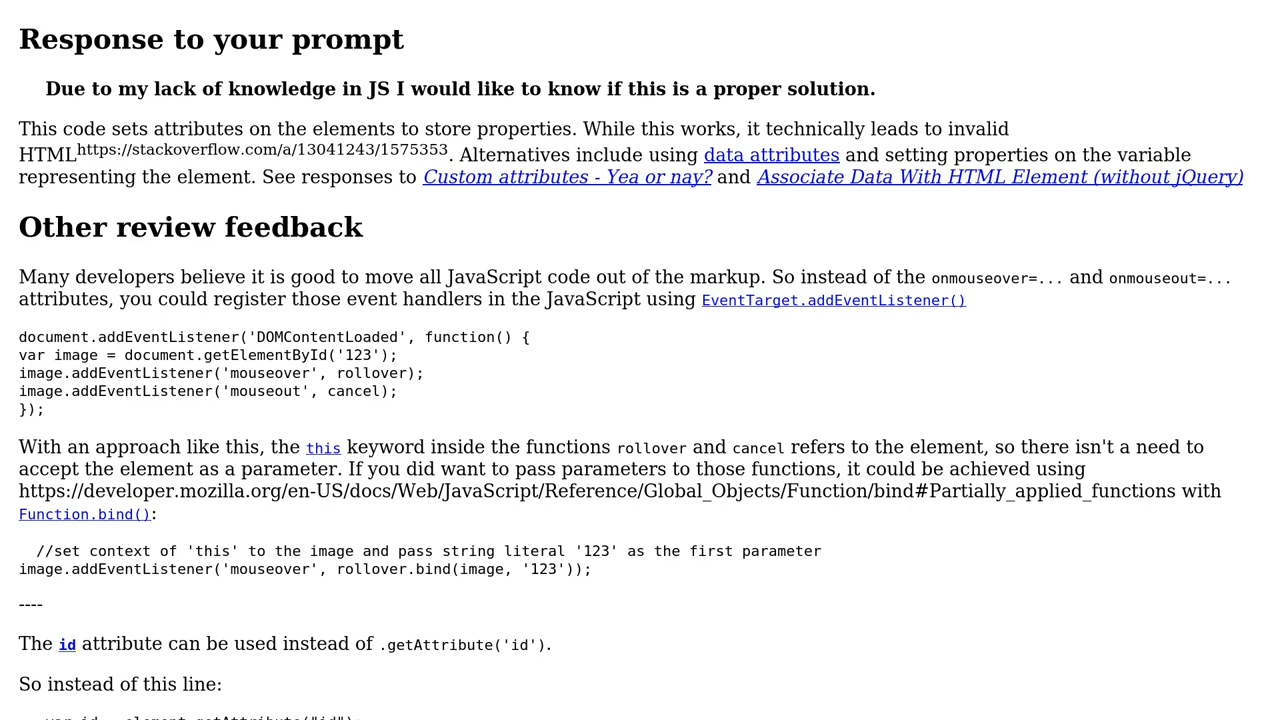 Response to your prompt
Due to my lack of knowledge in JS I would like to know if this is a proper solution.
This code sets attributes on the elements to store properties. While this works, it technically leads to invalid
HTMLhttps://stackoverflow.com/a/13041243/1575353. Alternatives include using data attributes and setting properties on the variable
representing the element. See responses to Custom attributes - Yea or nay? and Associate Data With HTML Element (without jQuery)
Other review feedback
Many developers believe it is good to move all JavaScript code out of the markup. So instead of the onmouseover=... and onmouseout=...
attributes, you could register those event handlers in the JavaScript using EventTarget.addEventListener()
document.addEventListener('DOMContentLoaded', function() {
var image = document.getElementById('123');
image.addEventListener('mouseover', rollover);
image.addEventListener('mouseout', cancel);
});
With an approach like this, the this keyword inside the functions rollover and cancel refers to the element, so there isn't a need to
accept the element as a parameter. If you did want to pass parameters to those functions, it could be achieved using
https://developer.mozilla.org/en-US/docs/Web/JavaScript/Reference/Global_Objects/Function/bind#Partially_applied_functions with
Function.bind():
//set context of 'this' to the image and pass string literal '123' as the first parameter
image.addEventListener('mouseover', rollover.bind(image, '123'));
----
The id attribute can be used instead of .getAttribute('id').
So instead of this line:
var id = element.getAttribute("id");